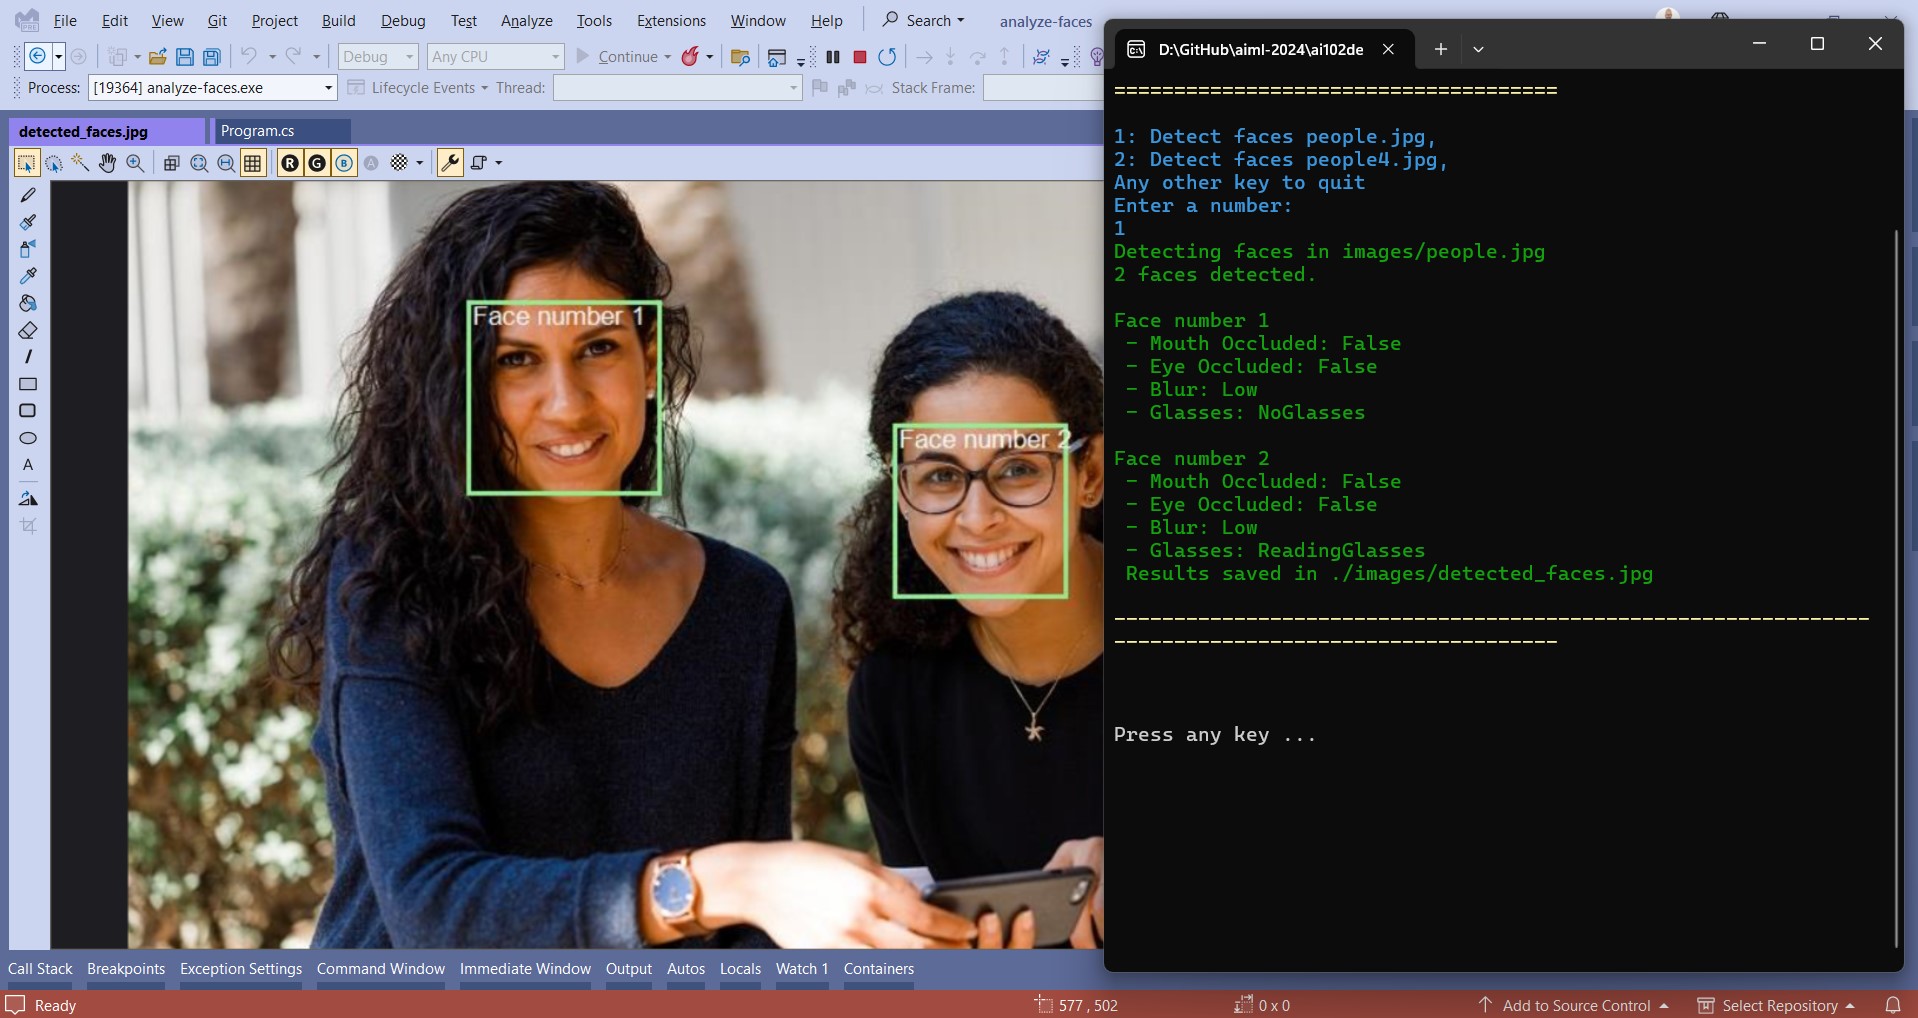 File Edit View Git Project Build Debug Test Analyze Tools Extensions Window Help Search analyze-faces
Debug Any CPU Continue
Process: [19364] analyze-faces.exe Lifecycle Events Thread: Stack Frame:
detected_faces.jpg Program.cs
R G B A
A
Face number 1
Face number 2
Call Stack Breakpoints Exception Settings Command Window Immediate Window Output Autos Locals Watch 1 Containers
Ready 577 , 502 0 x 0 Add to Source Control Select Repository
D:\GitHub\aiml-2024\ai102de
=====================================
1: Detect faces people.jpg,
2: Detect faces people4.jpg,
Any other key to quit
Enter a number:
1
Detecting faces in images/people.jpg
2 faces detected.
Face number 1
- Mouth Occluded: False
- Eye Occluded: False
- Blur: Low
- Glasses: NoGlasses
Face number 2
- Mouth Occluded: False
- Eye Occluded: False
- Blur: Low
- Glasses: ReadingGlasses
Results saved in ./images/detected_faces.jpg
---------------------------------------------------------------
-------------------------------------
Press any key ...